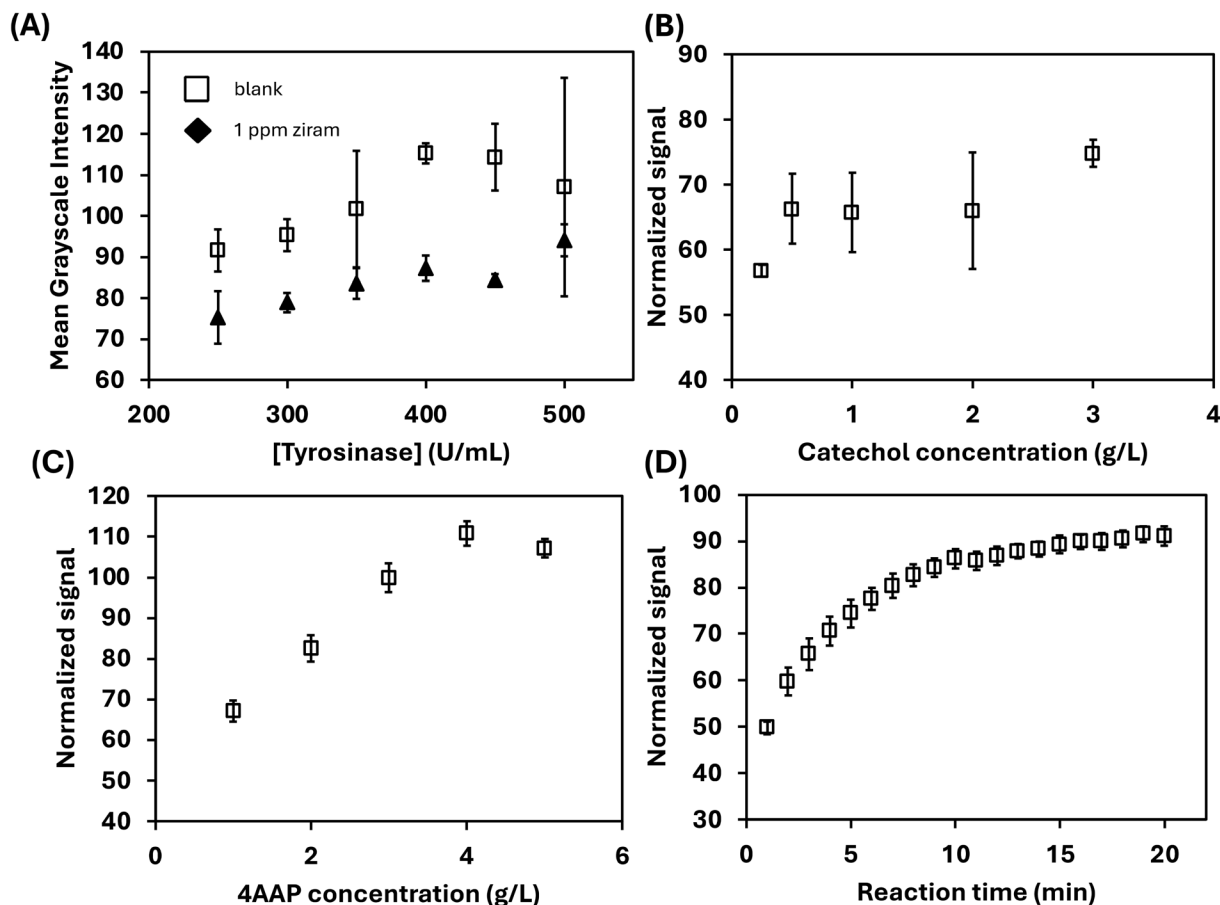 (A)
Mean Grayscale Intensity
140
130
120
110
100
90
80
70
60
blank
1 ppm ziram
200 300 400 500
[Tyrosinase] (U/mL)
(B)
Normalized signal
90
80
70
60
50
40
0 1 2 3 4
Catechol concentration (g/L)
(C)
Normalized signal
120
110
100
90
80
70
60
50
40
0 2 4 6
4AAP concentration (g/L)
(D)
Normalized signal
100
90
80
70
60
50
40
30
0 5 10 15 20
Reaction time (min)